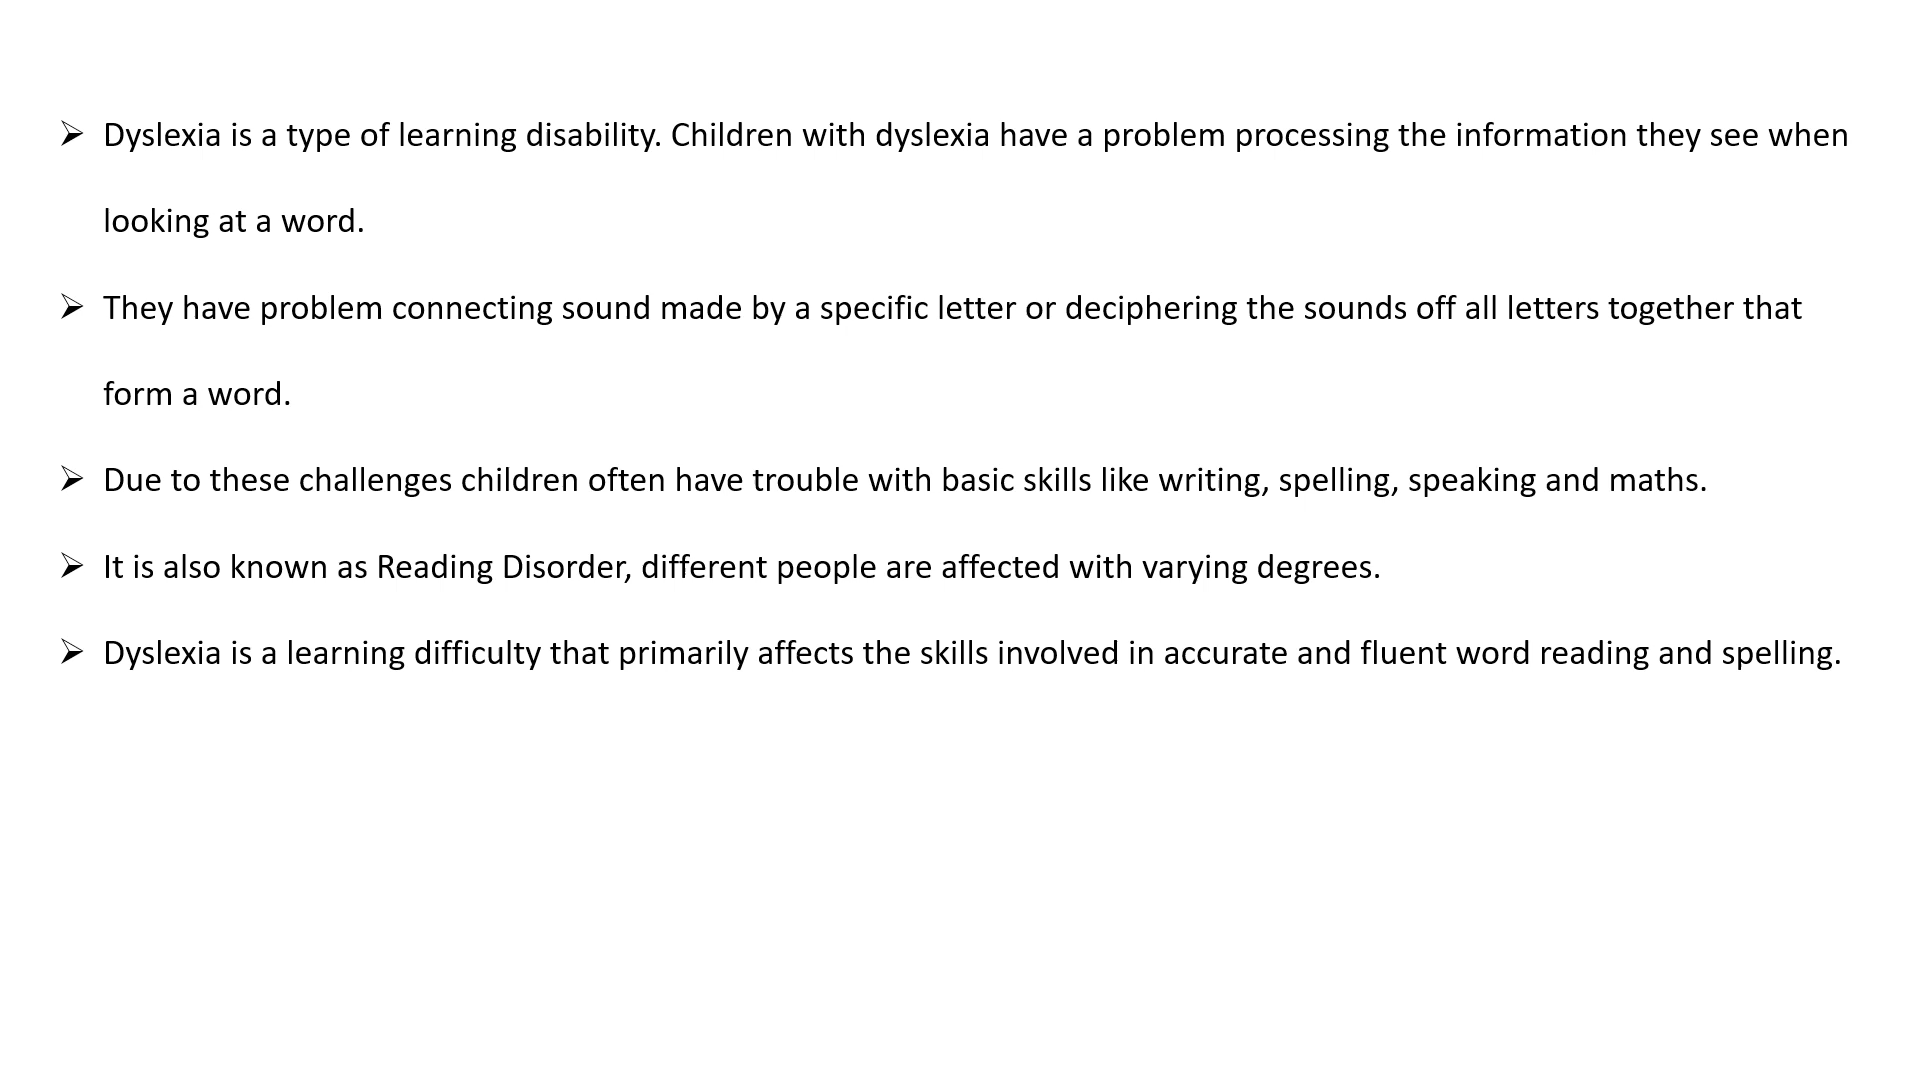 ➢ Dyslexia is a type of learning disability. Children with dyslexia have a problem processing the information they see when
looking at a word.
➢ They have problem connecting sound made by a specific letter or deciphering the sounds off all letters together that
form a word.
➢ Due to these challenges children often have trouble with basic skills like writing, spelling, speaking and maths.
➢ It is also known as Reading Disorder, different people are affected with varying degrees.
➢ Dyslexia is a learning difficulty that primarily affects the skills involved in accurate and fluent word reading and spelling.